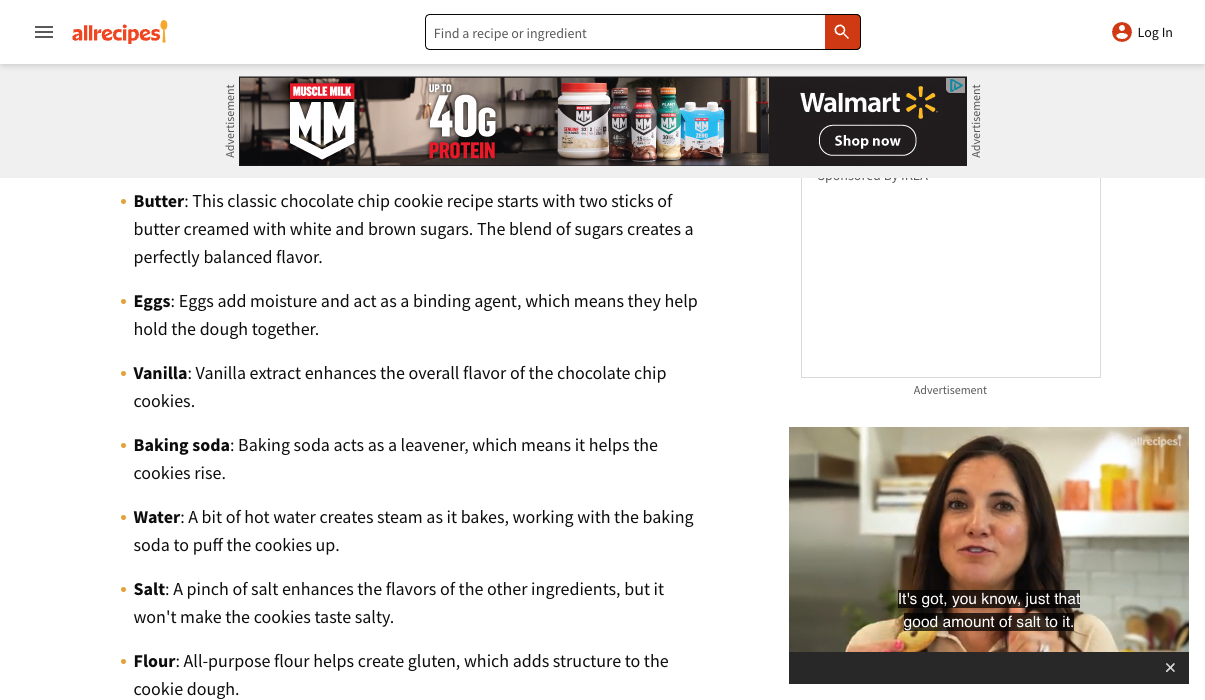 allrecipes
Find a recipe or ingredient
Log In
Advertisement
MUSCLE MILK
MM
UP TO
40G
PROTEIN
Walmart
Shop now
Advertisement
Sponsored By IKEA
• Butter: This classic chocolate chip cookie recipe starts with two sticks of
butter creamed with white and brown sugars. The blend of sugars creates a
perfectly balanced flavor.
• Eggs: Eggs add moisture and act as a binding agent, which means they help
hold the dough together.
• Vanilla: Vanilla extract enhances the overall flavor of the chocolate chip
cookies.
• Baking soda: Baking soda acts as a leavener, which means it helps the
cookies rise.
• Water: A bit of hot water creates steam as it bakes, working with the baking
soda to puff the cookies up.
• Salt: A pinch of salt enhances the flavors of the other ingredients, but it
won't make the cookies taste salty.
• Flour: All-purpose flour helps create gluten, which adds structure to the
cookie dough.
Advertisement
allrecipes
It's got, you know, just that
good amount of salt to it.